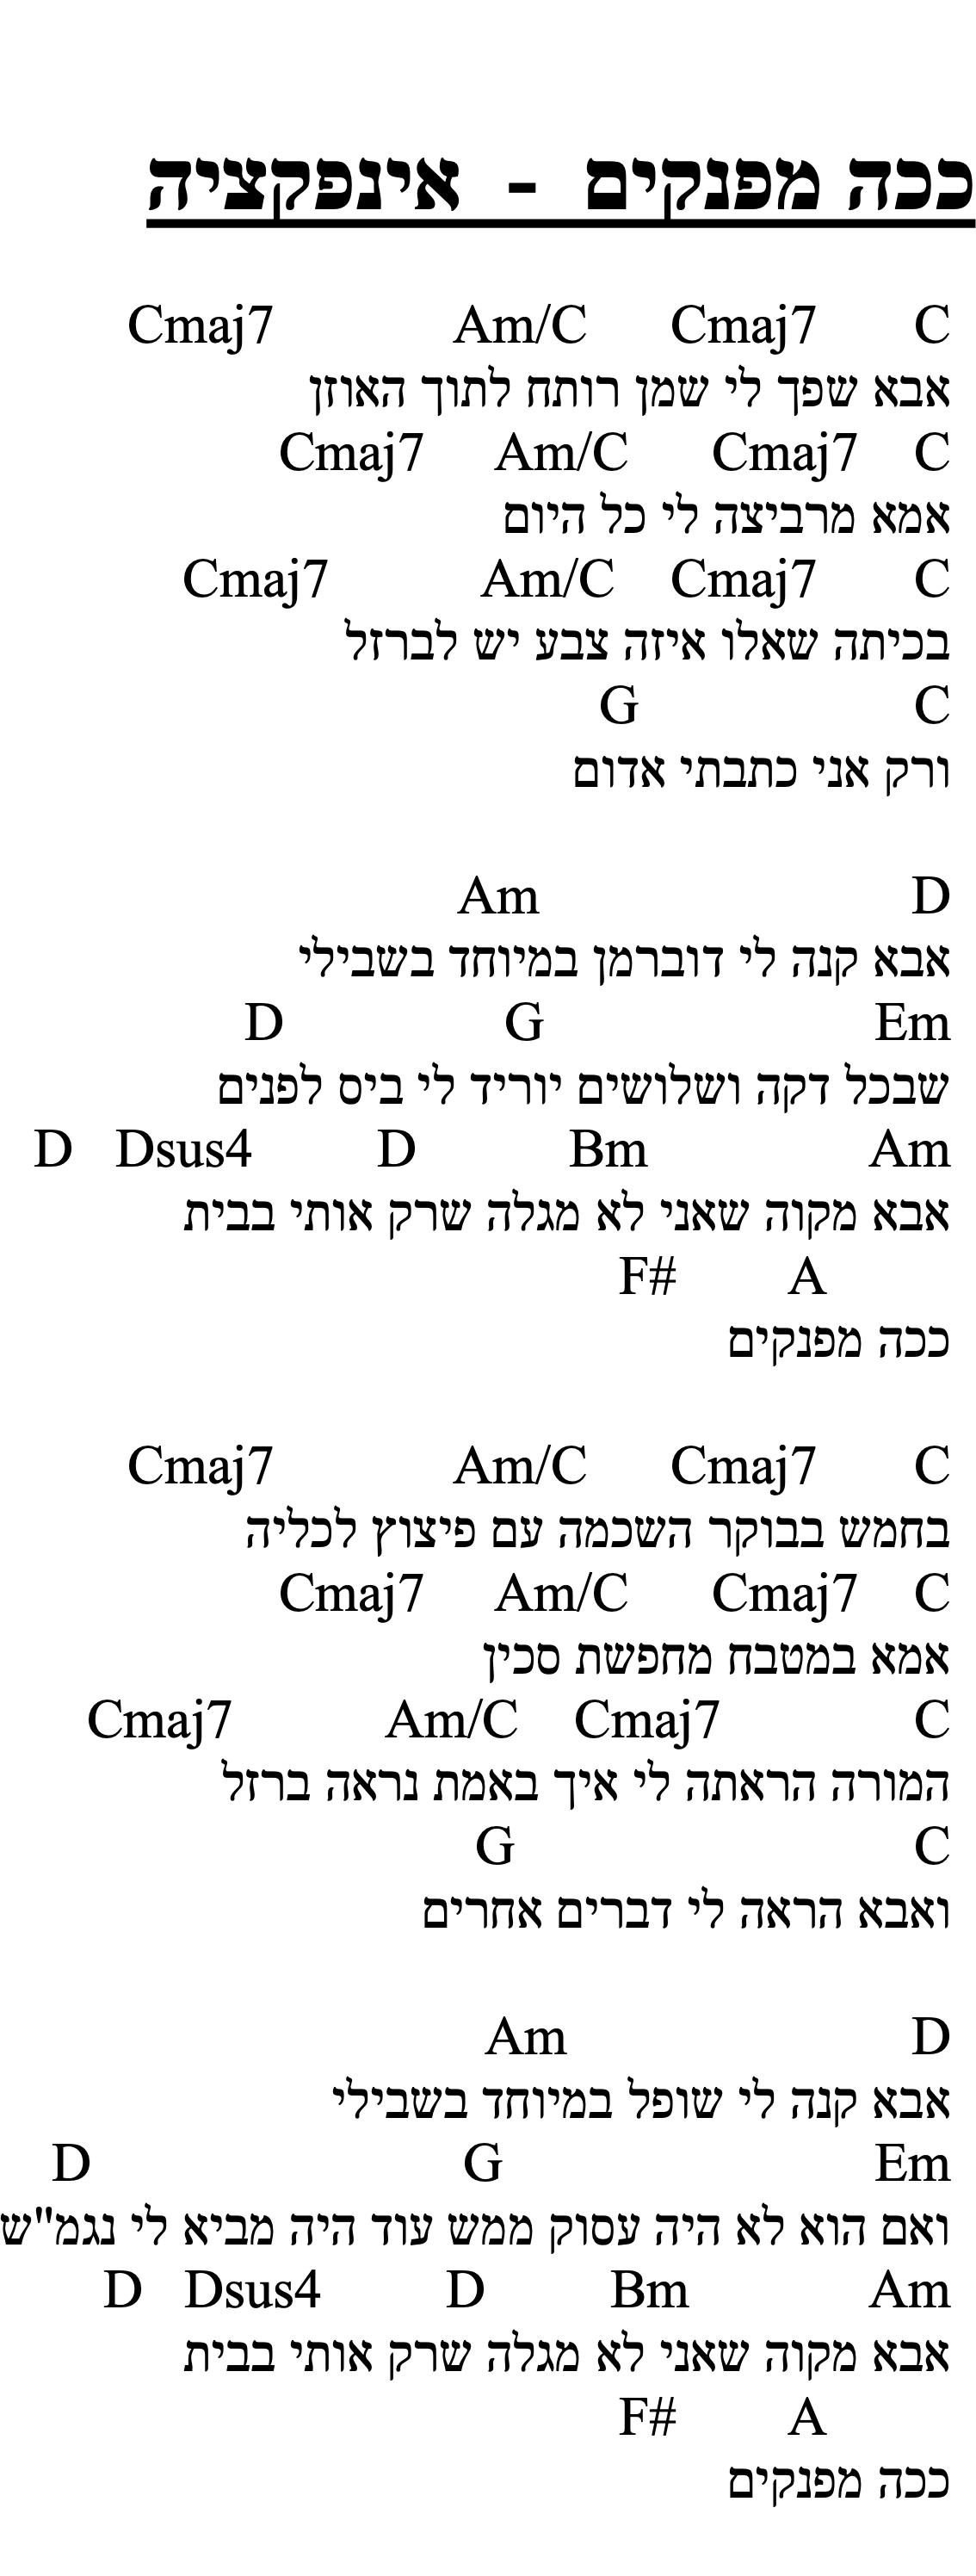 ככה מפנקים - אינפקציה
C Cmaj7 Am/C Cmaj7
אבא שפך לי שמן רותח לתוך האוזן
C Cmaj7 Am/C Cmaj7
אמא מרביצה לי כל היום
C Cmaj7 Am/C Cmaj7
בכיתה שאלו איזה צבע יש לברזל
C G
ורק אני כתבתי אדום
D Am
אבא קנה לי דוברמן במיוחד בשבילי
Em G D
שבכל דקה ושלושים יוריד לי ביס לפנים
Am Bm D Dsus4 D
אבא מקוה שאני לא מגלה שרק אותי בבית
A F#
ככה מפנקים
C Cmaj7 Am/C Cmaj7
בחמש בבוקר השכמה עם פיצוץ לכליה
C Cmaj7 Am/C Cmaj7
אמא במטבח מחפשת סכין
C Cmaj7 Am/C Cmaj7
המורה הראתה לי איך באמת נראה ברזל
C G
ואבא הראה לי דברים אחרים
D Am
אבא קנה לי שופל במיוחד בשבילי
Em G D
ואם הוא לא היה עסוק ממש עוד היה מביא לי נגמ"ש
Am Bm D Dsus4 D
אבא מקוה שאני לא מגלה שרק אותי בבית
A F#
ככה מפנקים